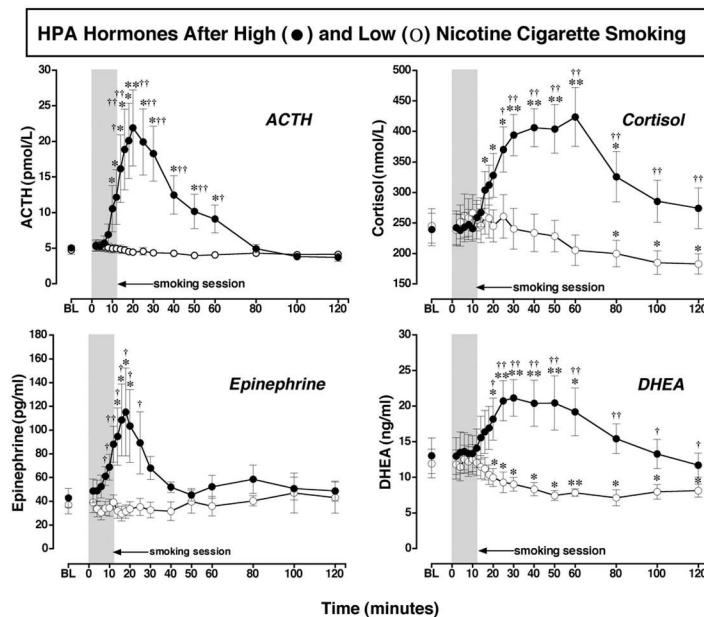 HPA Hormones After High (●) and Low (○) Nicotine Cigarette Smoking
ACTH
ACTH (pmol/L)
30
25
20
15
10
5
0
†† ** ††
* †† *††
† * *††
*
*
*
*†† *†† *†
smoking session
BL 0 10 20 30 40 50 60 80 100 120
Cortisol
Cortisol (nmol/L)
450
400
350
300
250
200
150
†† †† †† ††
† ** ** ** **
* † *
*
††
* †† ††
* * *
smoking session
BL 0 10 20 30 40 50 60 80 100 120
Epinephrine
Epinephrine (pg/ml)
180
160
140
120
100
80
60
40
20
0
† † †
* * * †
††
†
smoking session
BL 0 10 20 30 40 50 60 80 100 120
DHEA
DHEA (ng/ml)
30
25
20
15
10
5
0
†† †† †† †† ††
† ** ** ** ** *
*
†† † †
* * * * * ** * * *
smoking session
BL 0 10 20 30 40 50 60 80 100 120
Time (minutes)